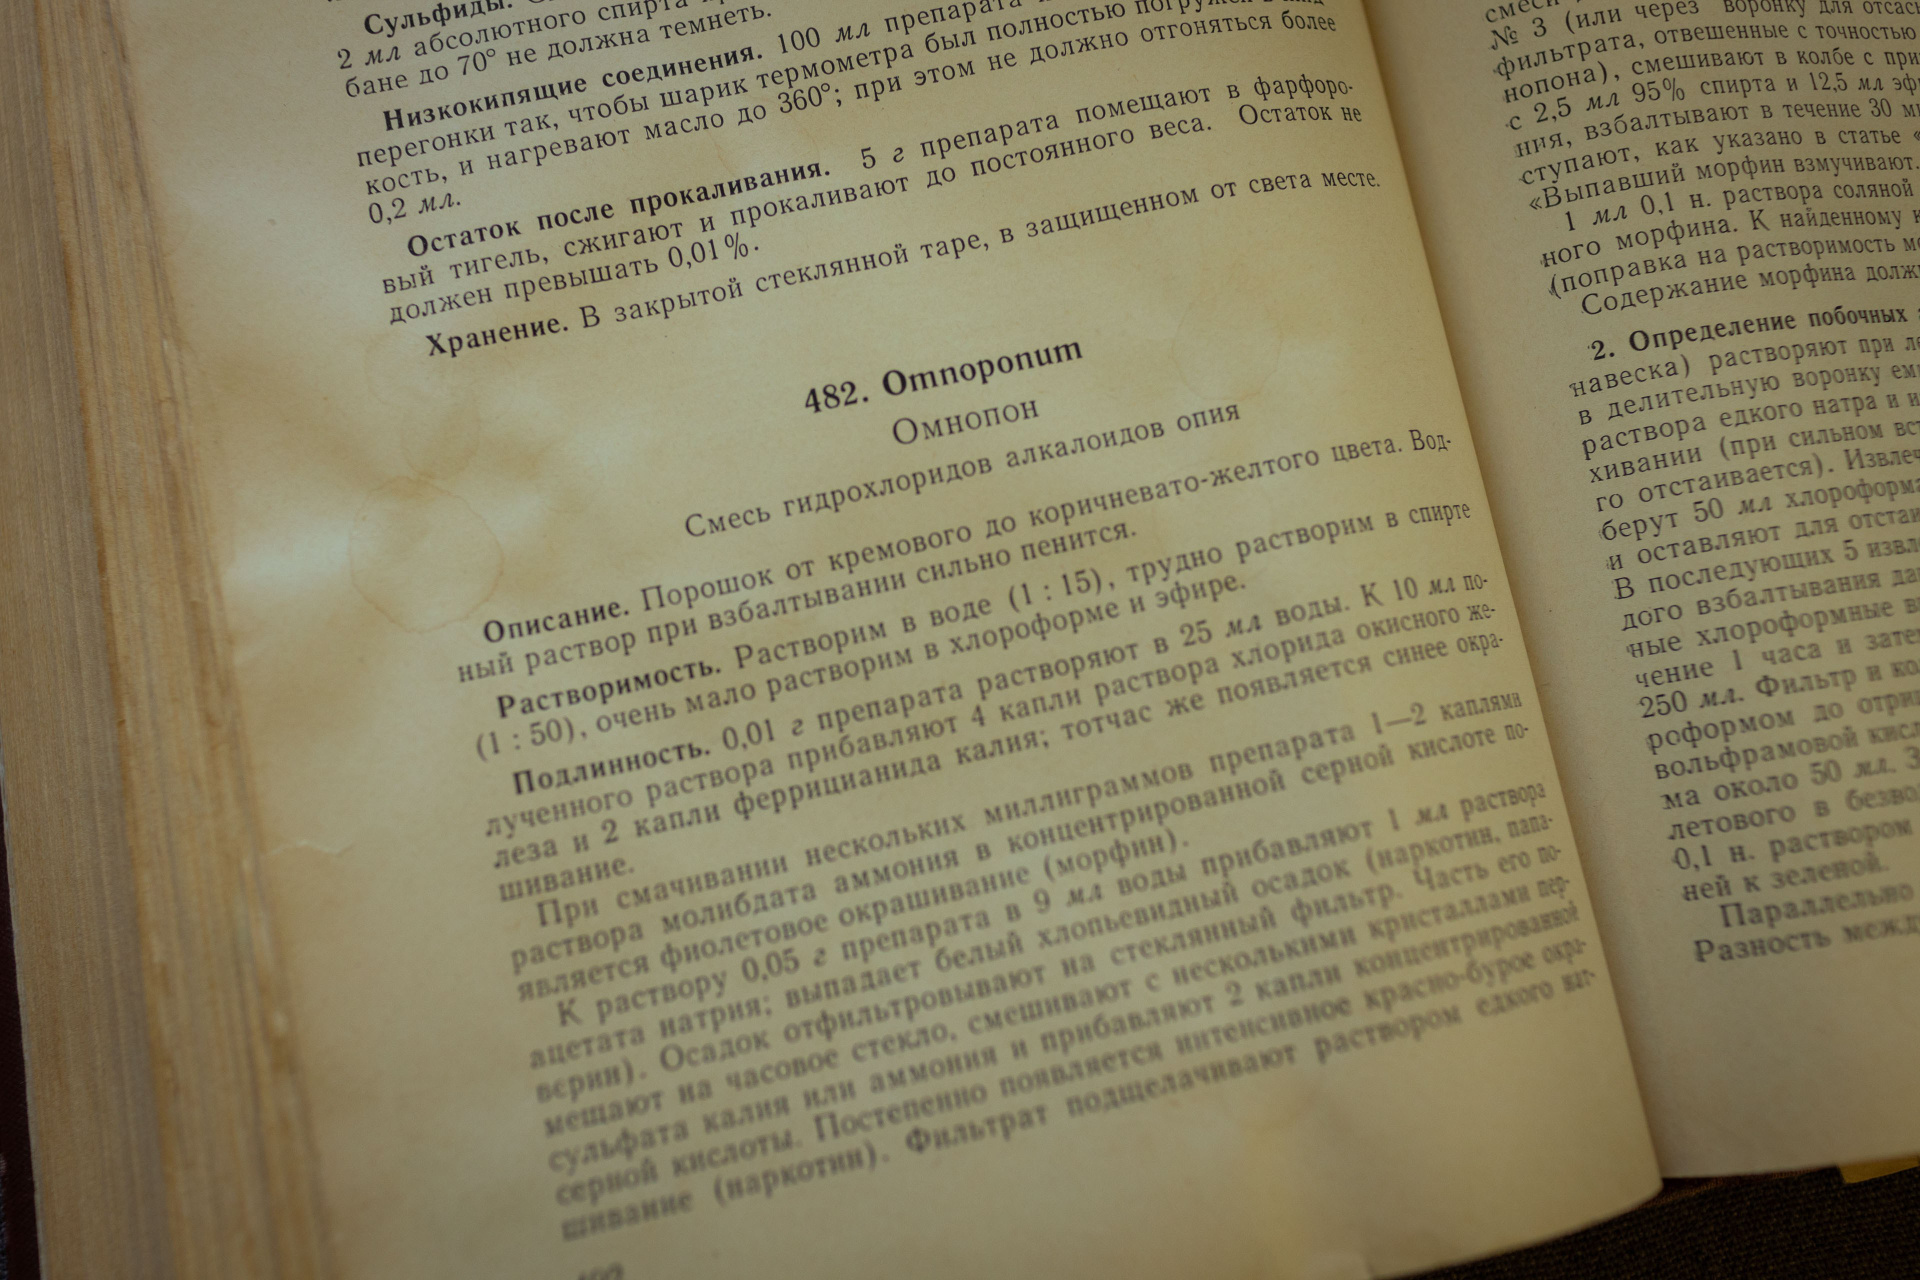 Сульфиды.
2 мл абсолютного спирта
бане до 70° не должна темнеть.
Низкокипящие соединения. 100 мл препарата
перегонки так, чтобы шарик термометра был полностью погружен в
кость, и нагревают масло до 360°; при этом не должно отгоняться более
0,2 мл.
Остаток после прокаливания. 5 г препарата помещают в фарфоро-
вый тигель, сжигают и прокаливают до постоянного веса. Остаток не
должен превышать 0,01%.
Хранение. В закрытой стеклянной таре, в защищенном от света месте.
482. Omnoponum
Омнопон
Смесь гидрохлоридов алкалоидов опия
Описание. Порошок от кремового до коричневато-желтого цвета. Вод-
ный раствор при взбалтывании сильно пенится.
Растворимость. Растворим в воде (1 : 15), трудно растворим в спирте
(1 : 50), очень мало растворим в хлороформе и эфире.
Подлинность. 0,01 г препарата растворяют в 25 мл воды. К 10 мл по-
лученного раствора прибавляют 4 капли раствора хлорида окисного же-
леза и 2 капли феррицианида калия; тотчас же появляется синее окра-
шивание.
При смачивании нескольких миллиграммов препарата 1—2 каплями
раствора молибдата аммония в концентрированной серной кислоте по-
является фиолетовое окрашивание (морфин).
К раствору 0,05 г препарата в 9 мл воды прибавляют 1 мл раствора
ацетата натрия; выпадает белый хлопьевидный осадок (наркотин, папа-
верин). Осадок отфильтровывают на стеклянный фильтр. Часть его по-
мещают на часовое стекло, смешивают с несколькими кристаллами пер-
сульфата калия или аммония и прибавляют 2 капли концентрированной
серной кислоты. Постепенно появляется интенсивное красно-бурое окра-
шивание (наркотин). Фильтрат подщелачивают раствором едкого нат-
смеси
№ 3 (или через воронку для
фильтрата, отвешенные с точностью
нопона), смешивают в колбе с
с 2,5 мл 95% спирта и 12,5 мл
ния, взбалтывают в течение 30
ступают, как указано в статье
«Выпавший морфин взмучивают.
1 мл 0,1 н. раствора соляной
ного морфина. К найденному
(поправка на растворимость
Содержание морфина
2. Определение побочных
навеска) растворяют при
в делительную воронку
раствора едкого натра и
хивании (при сильном
го отстаивается).
берут 50 мл хлороформа
и оставляют для
В последующих 5
дого взбалтывания
ные хлороформные
чение 1 часа и
250 мл. Фильтр и
роформом до
вольфрамовой
ма около 50 мл.
летового в
0,1 н. раствором
ней к зеленой.
Параллельно
Разность